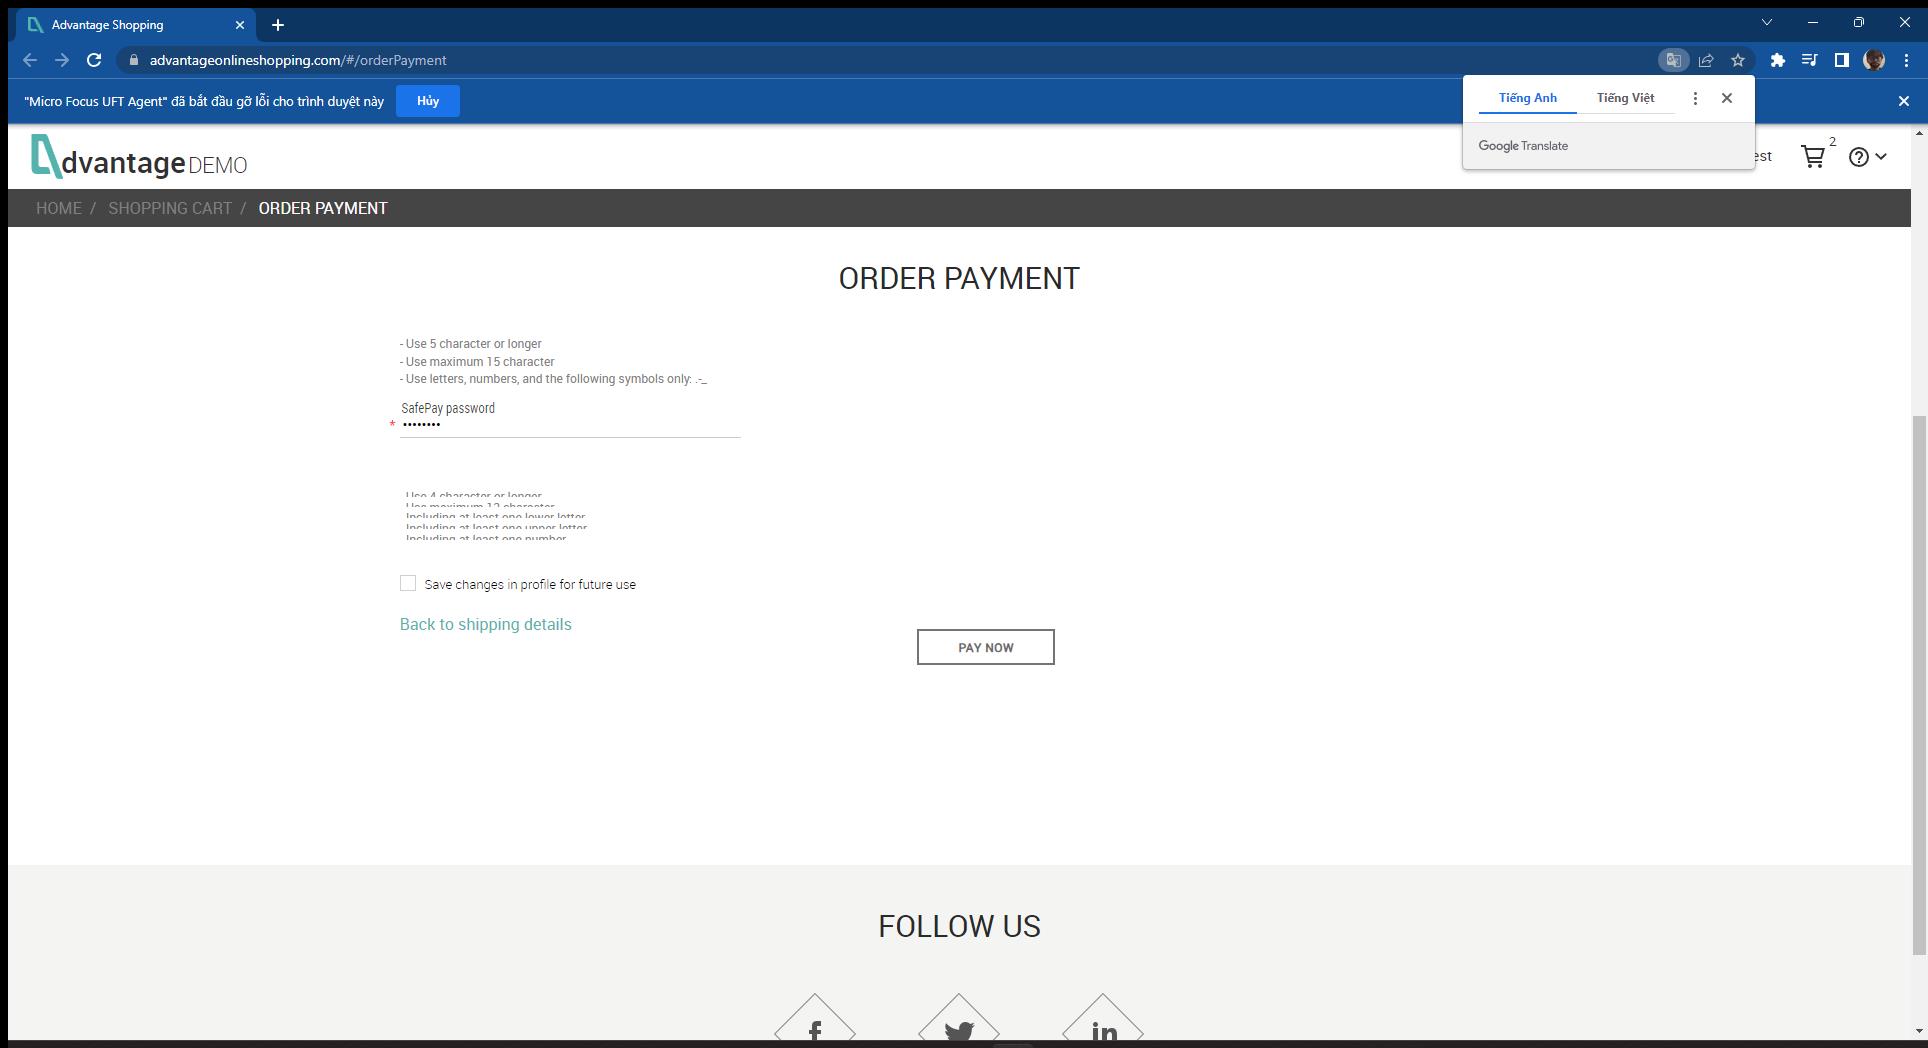 Advantage Shopping
advantageonlineshopping.com/#/orderPayment
"Micro Focus UFT Agent" đã bắt đầu gỡ lỗi cho trình duyệt này
Hủy
Tiếng Anh
Tiếng Việt
Google Translate
dvantage DEMO
est
2
HOME / SHOPPING CART / ORDER PAYMENT
ORDER PAYMENT
- Use 5 character or longer
- Use maximum 15 character
- Use letters, numbers, and the following symbols only: .-_
SafePay password
* ••••••••
Use 4 character or longer
Use maximum 12 character
Including at least one lower letter
Including at least one upper letter
Including at least one number
Save changes in profile for future use
Back to shipping details
PAY NOW
FOLLOW US
f
in